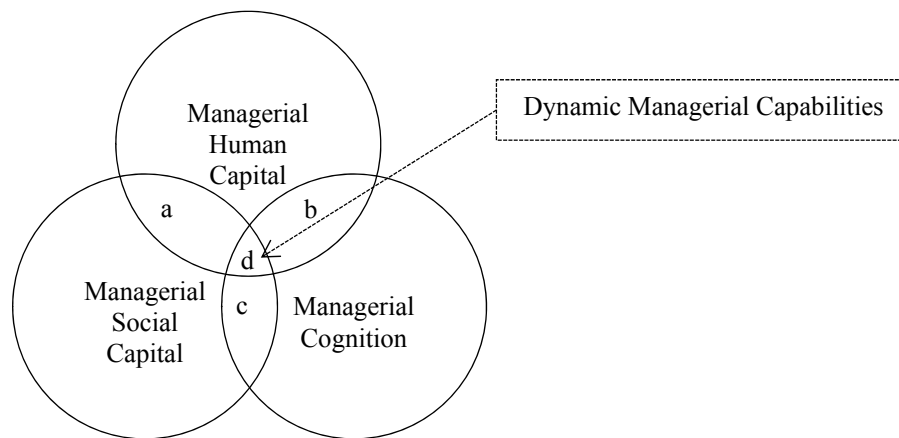 Managerial
Human
Capital
Dynamic Managerial Capabilities
a
b
d
c
Managerial
Social
Capital
Managerial
Cognition